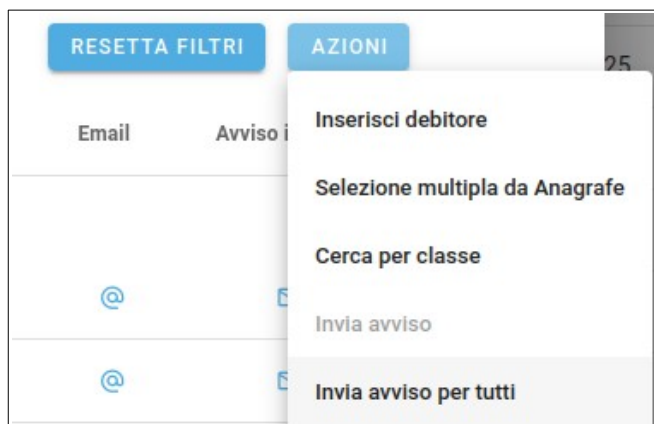 RESETTA FILTRI
AZIONI
25
Email
Avviso i
Inserisci debitore
Selezione multipla da Anagrafe
Cerca per classe
Invia avviso
Invia avviso per tutti